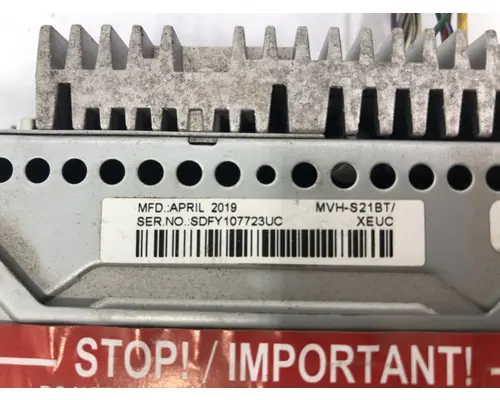 MFD.:APRIL 2019 MVH-S21BT/
SER.NO.:SDFY107723UC XEUC
STOP! / IMPORTANT!